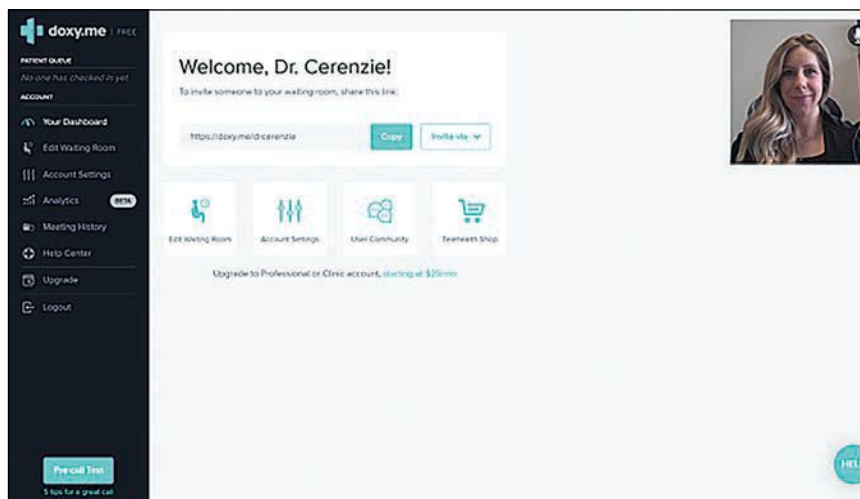 doxy.me | FREE
PATIENT QUEUE
No one has checked in yet
ACCOUNT
Your Dashboard
Edit Waiting Room
Account Settings
Analytics BETA
Meeting History
Help Center
Upgrade
Logout
Pre-call Test
5 tips for a great call
Welcome, Dr. Cerenzie!
To invite someone to your waiting room, share this link:
https://doxy.me/drcerenzie Copy Invite via
Edit Waiting Room Account Settings User Community Telehealth Shop
Upgrade to Professional or Clinic account, starting at $29/mo
HEL